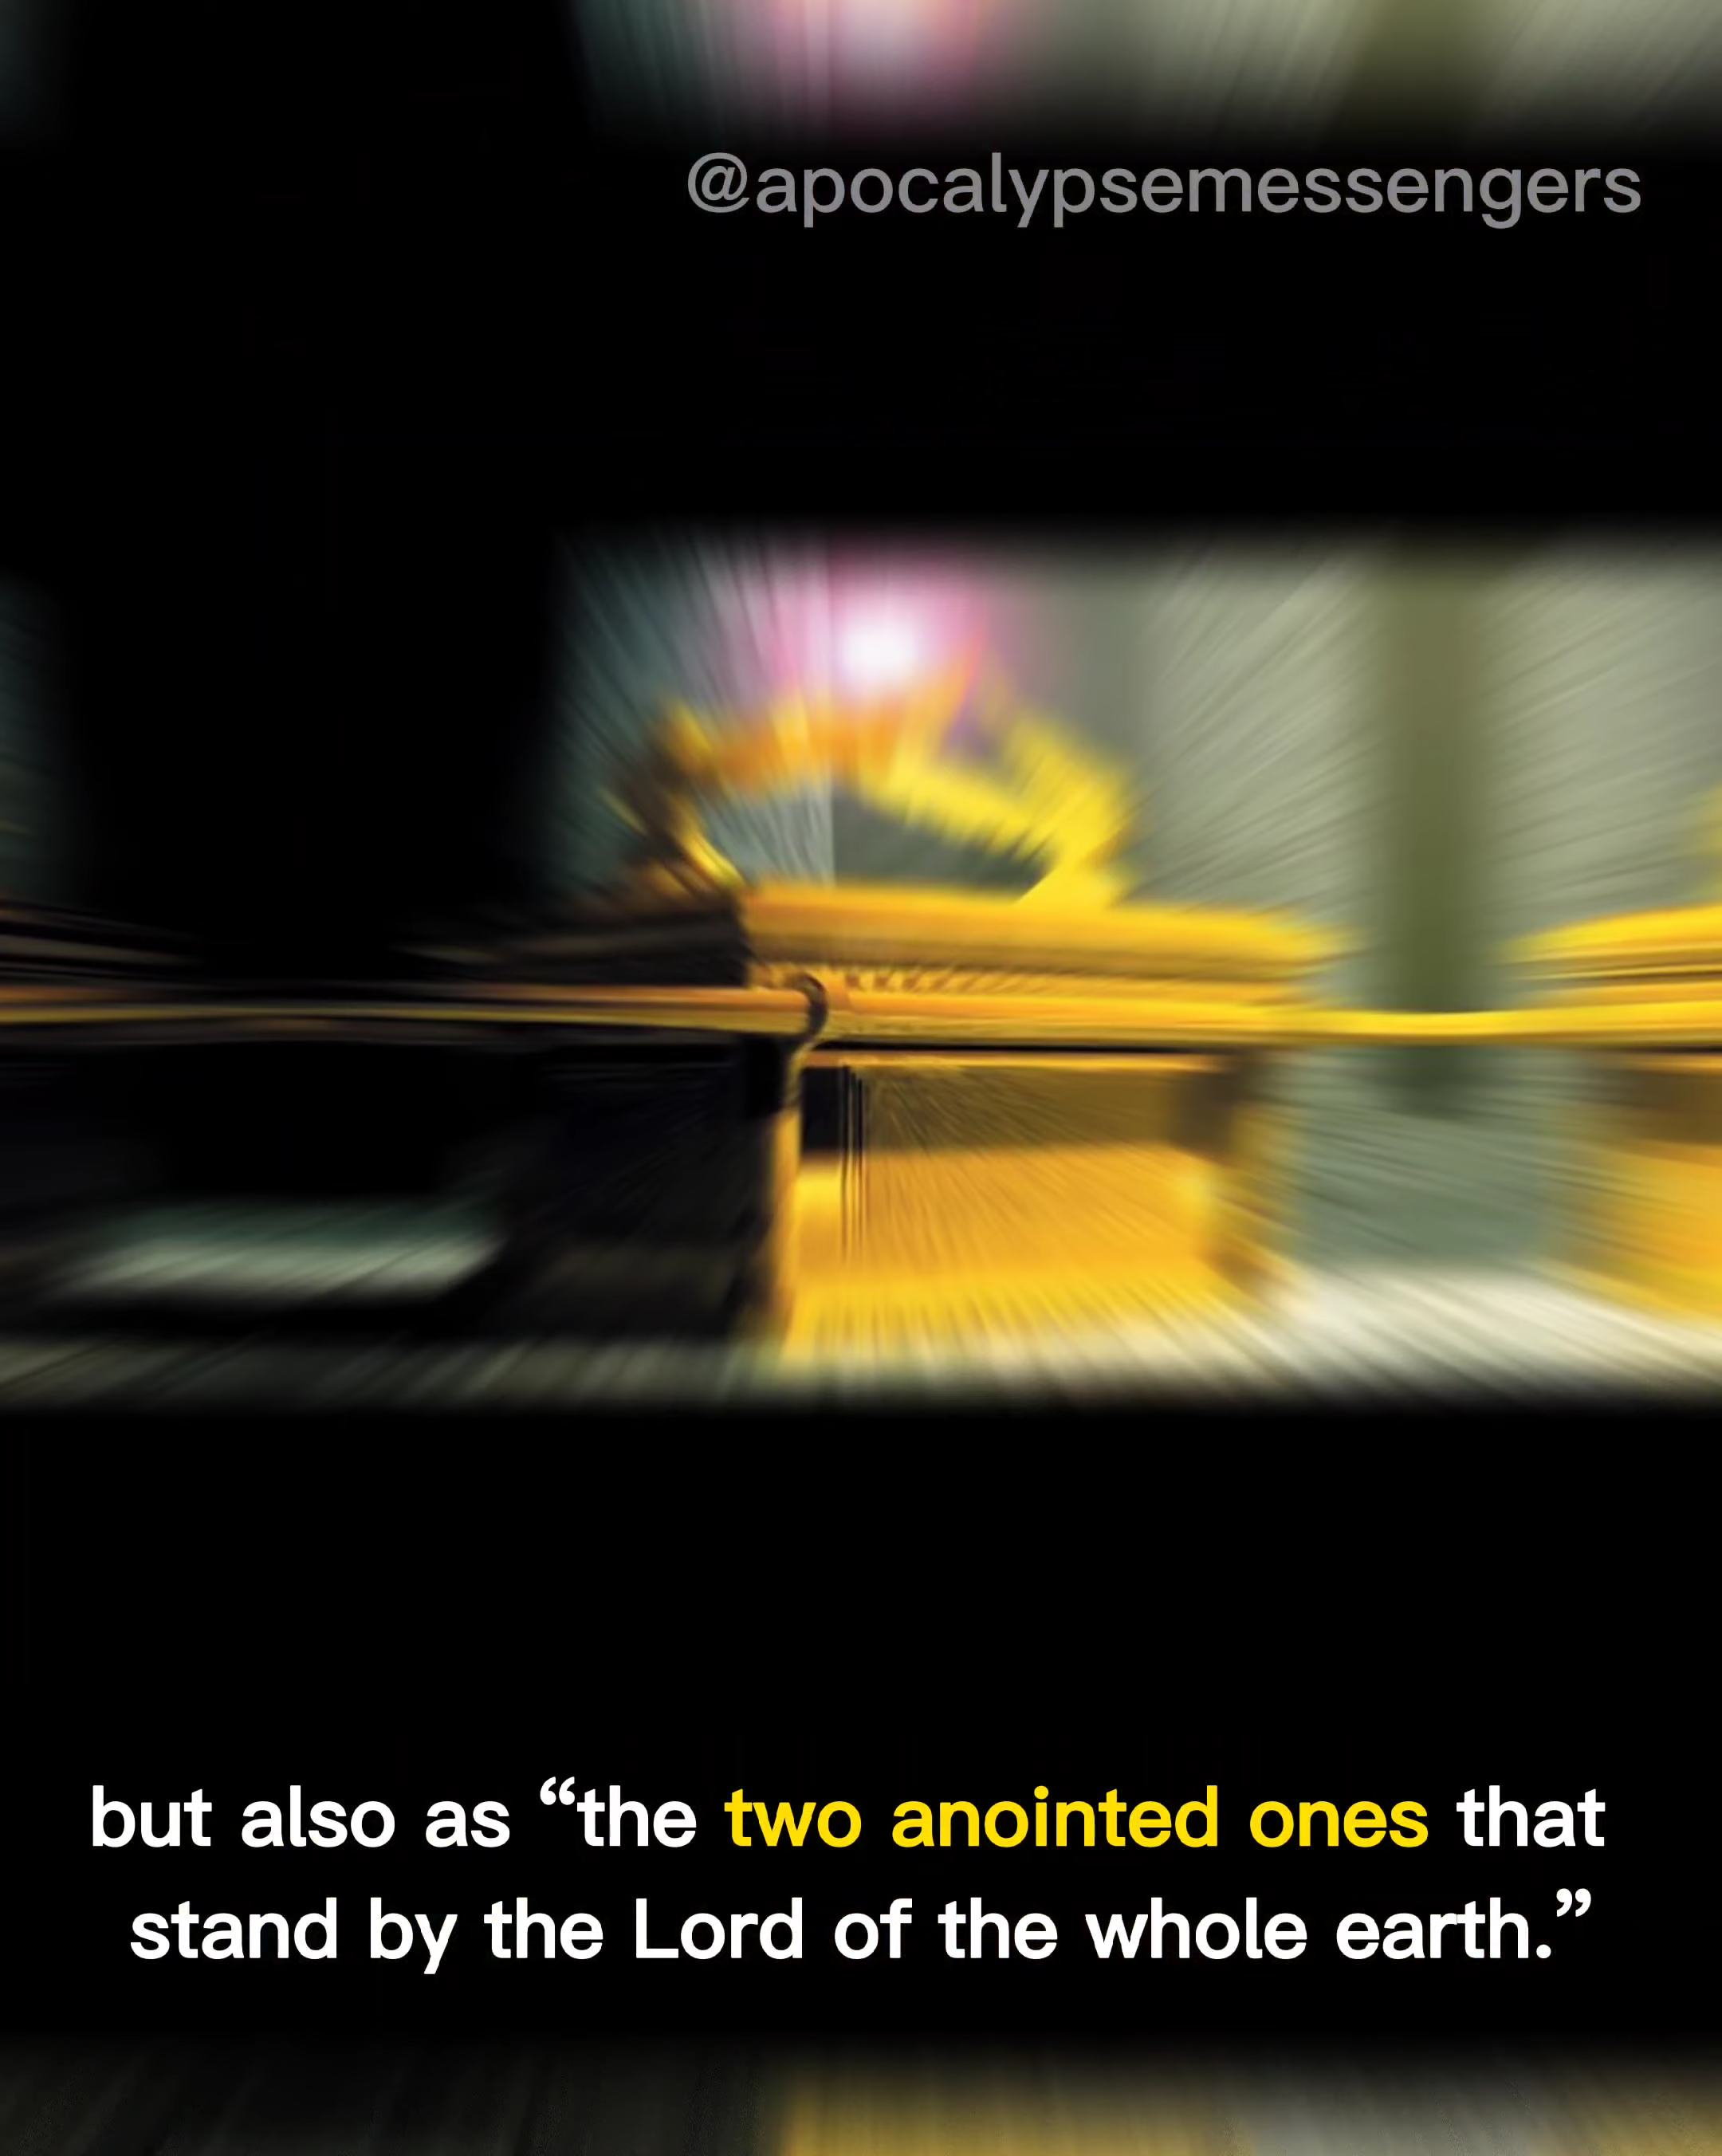 @apocalypsemessengers
but also as “the two anointed ones that
stand by the Lord of the whole earth.”